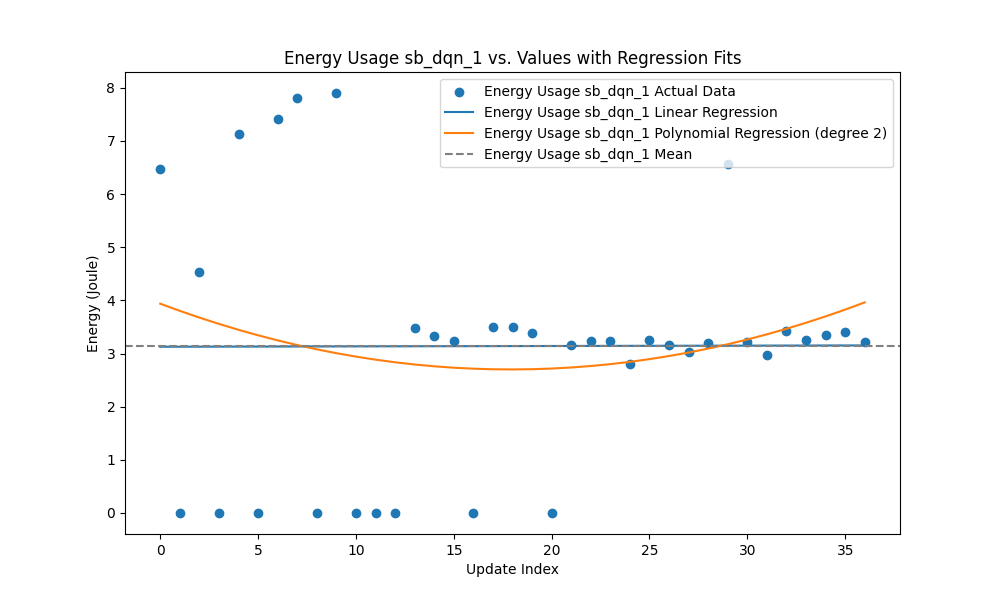 Energy Usage sb_dqn_1 vs. Values with Regression Fits
Energy Usage sb_dqn_1 Actual Data
Energy Usage sb_dqn_1 Linear Regression
Energy Usage sb_dqn_1 Polynomial Regression (degree 2)
Energy Usage sb_dqn_1 Mean
Energy (Joule)
8
7
6
5
4
3
2
1
0
0 5 10 15 20 25 30 35
Update Index